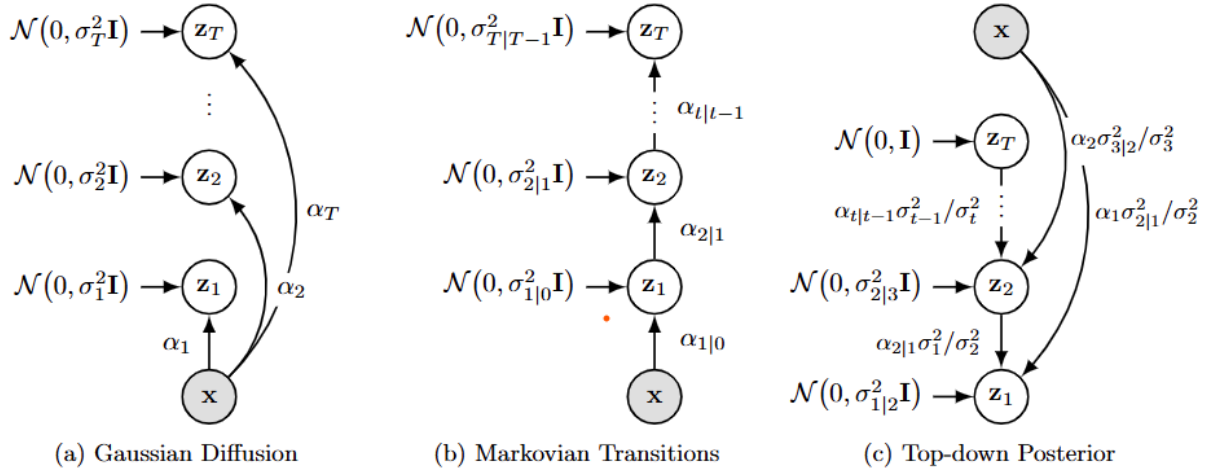 𝒩(0, σ_T^2 𝐈)
𝐳_T
⋮
𝒩(0, σ_2^2 𝐈)
𝐳_2
α_T
𝒩(0, σ_1^2 𝐈)
𝐳_1
α_2
α_1
𝐱
(a) Gaussian Diffusion
𝒩(0, σ_{T|T−1}^2 𝐈)
𝐳_T
α_{t|t−1}
⋮
𝒩(0, σ_{2|1}^2 𝐈)
𝐳_2
α_{2|1}
𝒩(0, σ_{1|0}^2 𝐈)
𝐳_1
α_{1|0}
𝐱
(b) Markovian Transitions
𝐱
𝒩(0, 𝐈)
𝐳_T
α_2σ_{3|2}^2/σ_3^2
α_{t|t−1}σ_{t−1}^2/σ_t^2
⋮
α_1σ_{2|1}^2/σ_2^2
𝒩(0, σ_{2|3}^2 𝐈)
𝐳_2
α_{2|1}σ_1^2/σ_2^2
𝒩(0, σ_{1|2}^2 𝐈)
𝐳_1
(c) Top-down Posterior